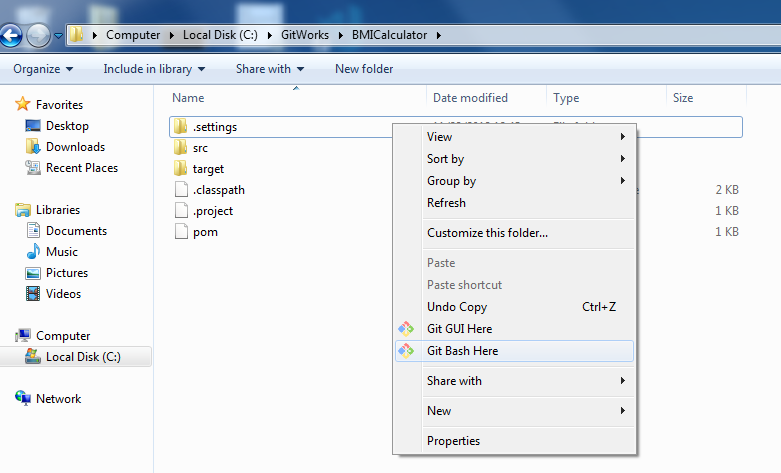 Computer Local Disk (C:) GitWorks BMICalculator
Organize Include in library Share with New folder
Name Date modified Type Size
Favorites
Desktop
Downloads
Recent Places
Libraries
Documents
Music
Pictures
Videos
Computer
Local Disk (C:)
Network
.settings
src
target
.classpath 2 KB
.project 1 KB
pom 1 KB
View
Sort by
Group by
Refresh
Customize this folder...
Paste
Paste shortcut
Undo Copy Ctrl+Z
Git GUI Here
Git Bash Here
Share with
New
Properties